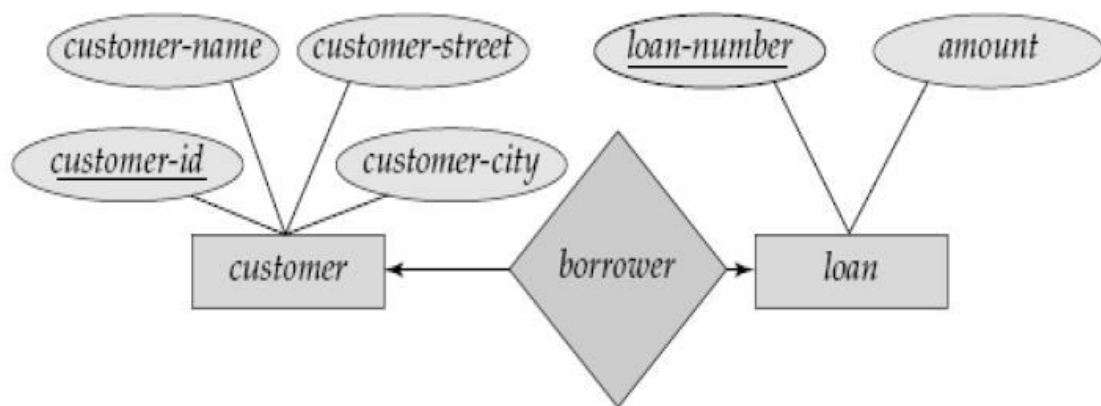 customer-name customer-street loan-number amount
customer-id customer-city
customer borrower loan